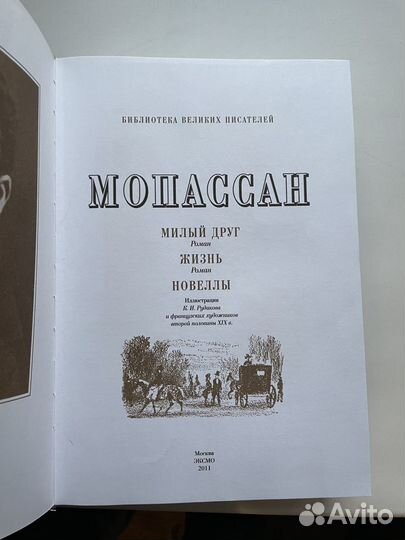 БИБЛИОТЕКА ВЕЛИКИХ ПИСАТЕЛЕЙ
МОПАССАН
МИЛЫЙ ДРУГ
Роман
ЖИЗНЬ
Роман
НОВЕЛЛЫ
Иллюстрации
К. И. Рудакова
и французских художников
второй половины XIX в.
Москва
ЭКСМО
2011
Avito